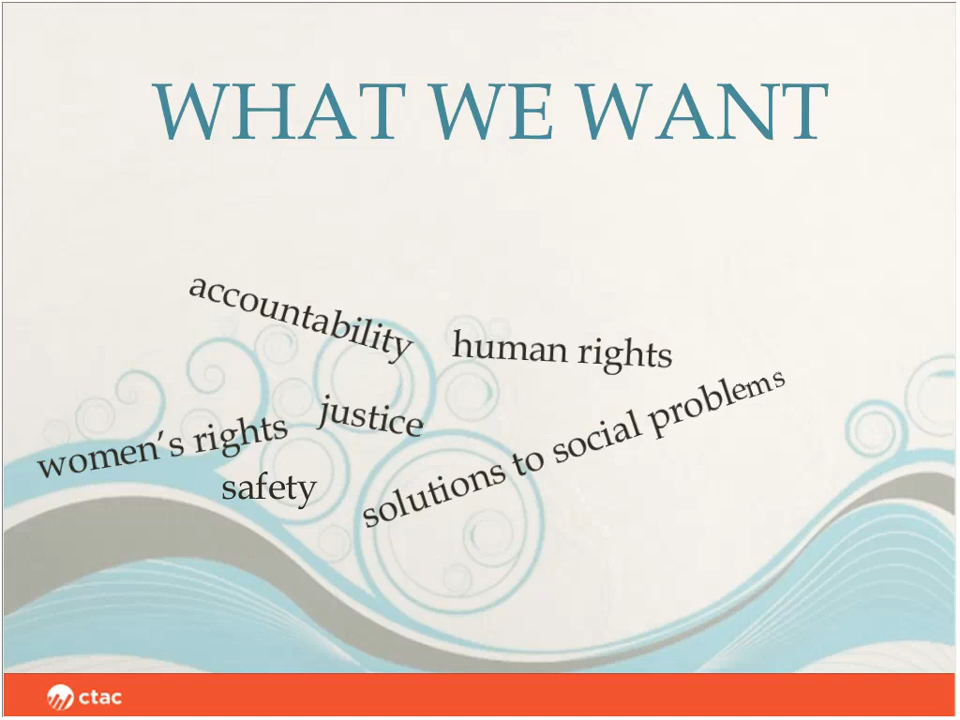 WHAT WE WANT
accountability
human rights
justice
women's rights
solutions to social problems
safety
ctac